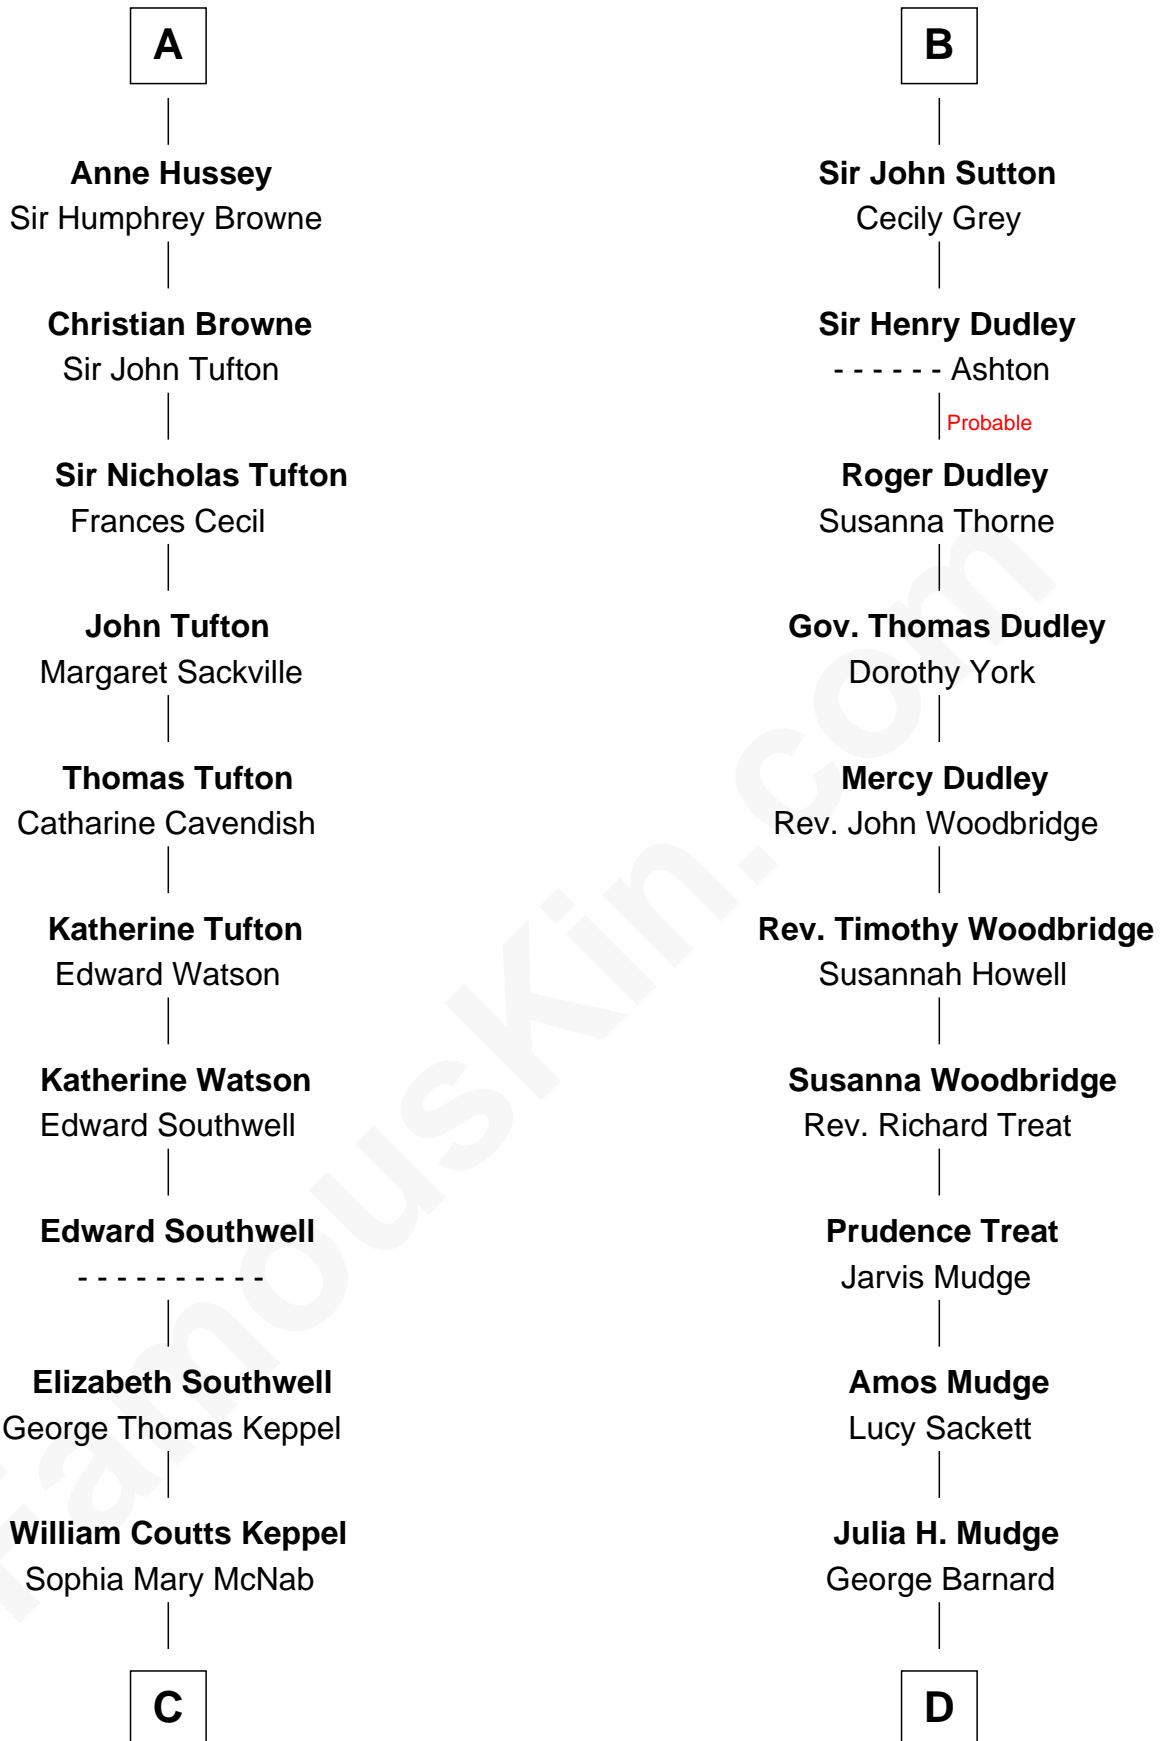 A
Anne Hussey
Sir Humphrey Browne
Christian Browne
Sir John Tufton
Sir Nicholas Tufton
Frances Cecil
John Tufton
Margaret Sackville
Thomas Tufton
Catharine Cavendish
Katherine Tufton
Edward Watson
Katherine Watson
Edward Southwell
Edward Southwell
- - - - - - - - - -
Elizabeth Southwell
George Thomas Keppel
William Coutts Keppel
Sophia Mary McNab
C
B
Sir John Sutton
Cecily Grey
Sir Henry Dudley
- - - - - - Ashton
Probable
Roger Dudley
Susanna Thorne
Gov. Thomas Dudley
Dorothy York
Mercy Dudley
Rev. John Woodbridge
Rev. Timothy Woodbridge
Susannah Howell
Susanna Woodbridge
Rev. Richard Treat
Prudence Treat
Jarvis Mudge
Amos Mudge
Lucy Sackett
Julia H. Mudge
George Barnard
D
FamousKin.com